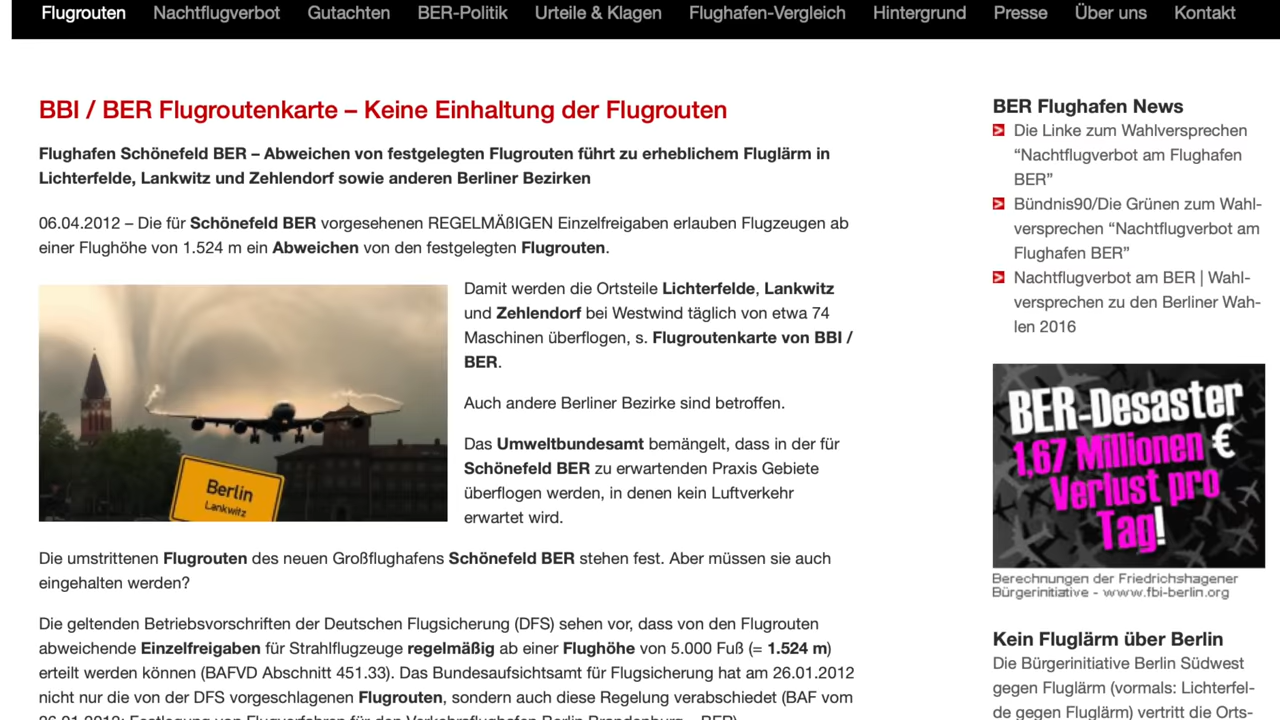 Flugrouten Nachtflugverbot Gutachten BER-Politik Urteile & Klagen Flughafen-Vergleich Hintergrund Presse Über uns Kontakt
BBI / BER Flugroutenkarte – Keine Einhaltung der Flugrouten
Flughafen Schönefeld BER – Abweichen von festgelegten Flugrouten führt zu erheblichem Fluglärm in
Lichterfelde, Lankwitz und Zehlendorf sowie anderen Berliner Bezirken
06.04.2012 – Die für Schönefeld BER vorgesehenen REGELMÄßIGEN Einzelfreigaben erlauben Flugzeugen ab
einer Flughöhe von 1.524 m ein Abweichen von den festgelegten Flugrouten.
Berlin
Lankwitz
Damit werden die Ortsteile Lichterfelde, Lankwitz
und Zehlendorf bei Westwind täglich von etwa 74
Maschinen überflogen, s. Flugroutenkarte von BBI /
BER.
Auch andere Berliner Bezirke sind betroffen.
Das Umweltbundesamt bemängelt, dass in der für
Schönefeld BER zu erwartenden Praxis Gebiete
überflogen werden, in denen kein Luftverkehr
erwartet wird.
Die umstrittenen Flugrouten des neuen Großflughafens Schönefeld BER stehen fest. Aber müssen sie auch
eingehalten werden?
Die geltenden Betriebsvorschriften der Deutschen Flugsicherung (DFS) sehen vor, dass von den Flugrouten
abweichende Einzelfreigaben für Strahlflugzeuge regelmäßig ab einer Flughöhe von 5.000 Fuß (= 1.524 m)
erteilt werden können (BAFVD Abschnitt 451.33). Das Bundesaufsichtsamt für Flugsicherung hat am 26.01.2012
nicht nur die von der DFS vorgeschlagenen Flugrouten, sondern auch diese Regelung verabschiedet (BAF vom
26.01.2012: Festlegung von Flugverfahren für den Verkehrsflughafen Berlin Brandenburg – BER).
BER Flughafen News
Die Linke zum Wahlversprechen
“Nachtflugverbot am Flughafen
BER”
Bündnis90/Die Grünen zum Wahl-
versprechen “Nachtflugverbot am
Flughafen BER”
Nachtflugverbot am BER | Wahl-
versprechen zu den Berliner Wah-
len 2016
BER-Desaster
1,67 Millionen €
Verlust pro
Tag!
Berechnungen der Friedrichshagener
Bürgerinitiative - www.fbi-berlin.org
Kein Fluglärm über Berlin
Die Bürgerinitiative Berlin Südwest
gegen Fluglärm (vormals: Lichterfel-
de gegen Fluglärm) vertritt die Orts-